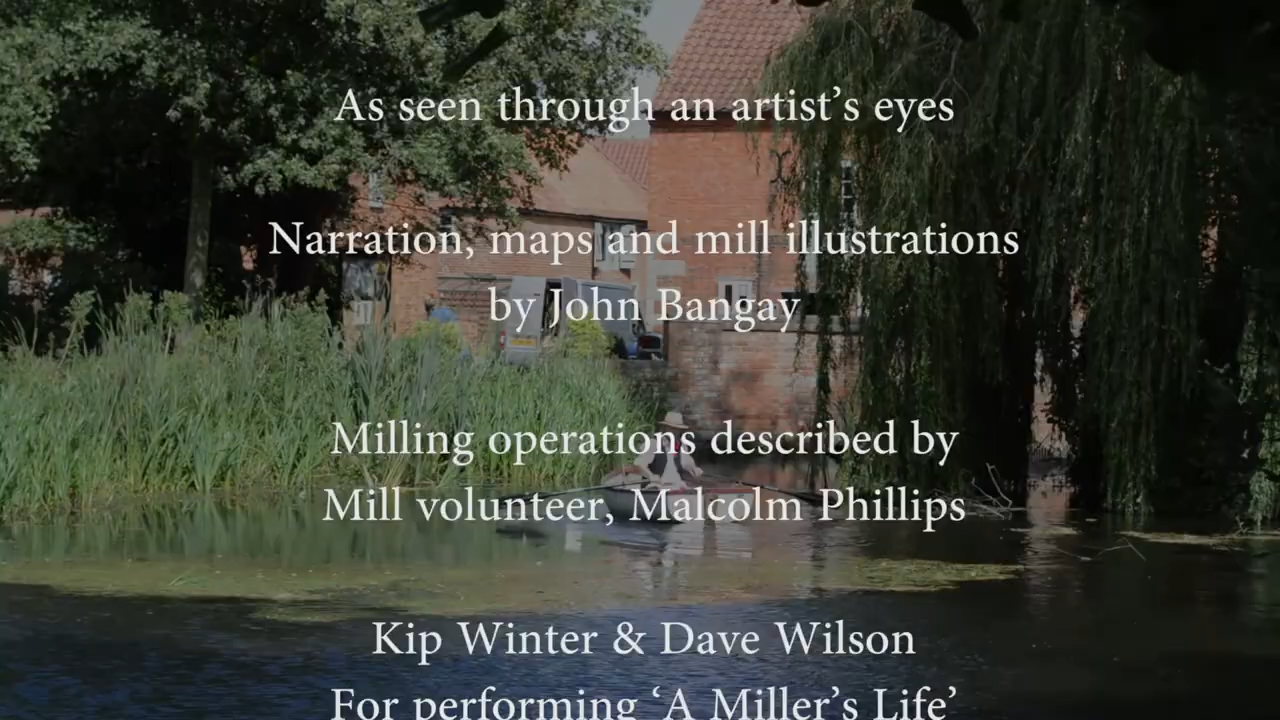 As seen through an artist’s eyes
Narration, maps and mill illustrations
by John Bangay
Milling operations described by
Mill volunteer, Malcolm Phillips
Kip Winter & Dave Wilson
For performing ‘A Miller’s Life’